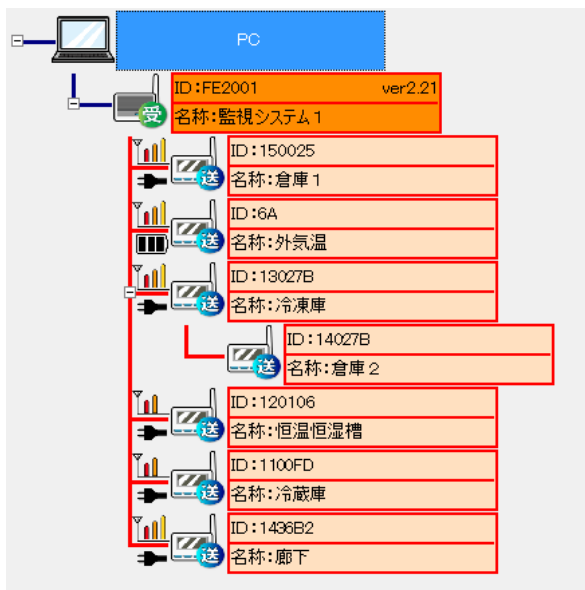 PC
ID:FE2001 ver2.21
名称:監視システム1
受
ID:150025
送
名称:倉庫1
ID:6A
送
名称:外気温
ID:13027B
送
名称:冷凍庫
ID:14027B
送
名称:倉庫2
ID:120106
送
名称:恒温恒湿槽
ID:1100FD
送
名称:冷蔵庫
ID:1436B2
送
名称:廊下